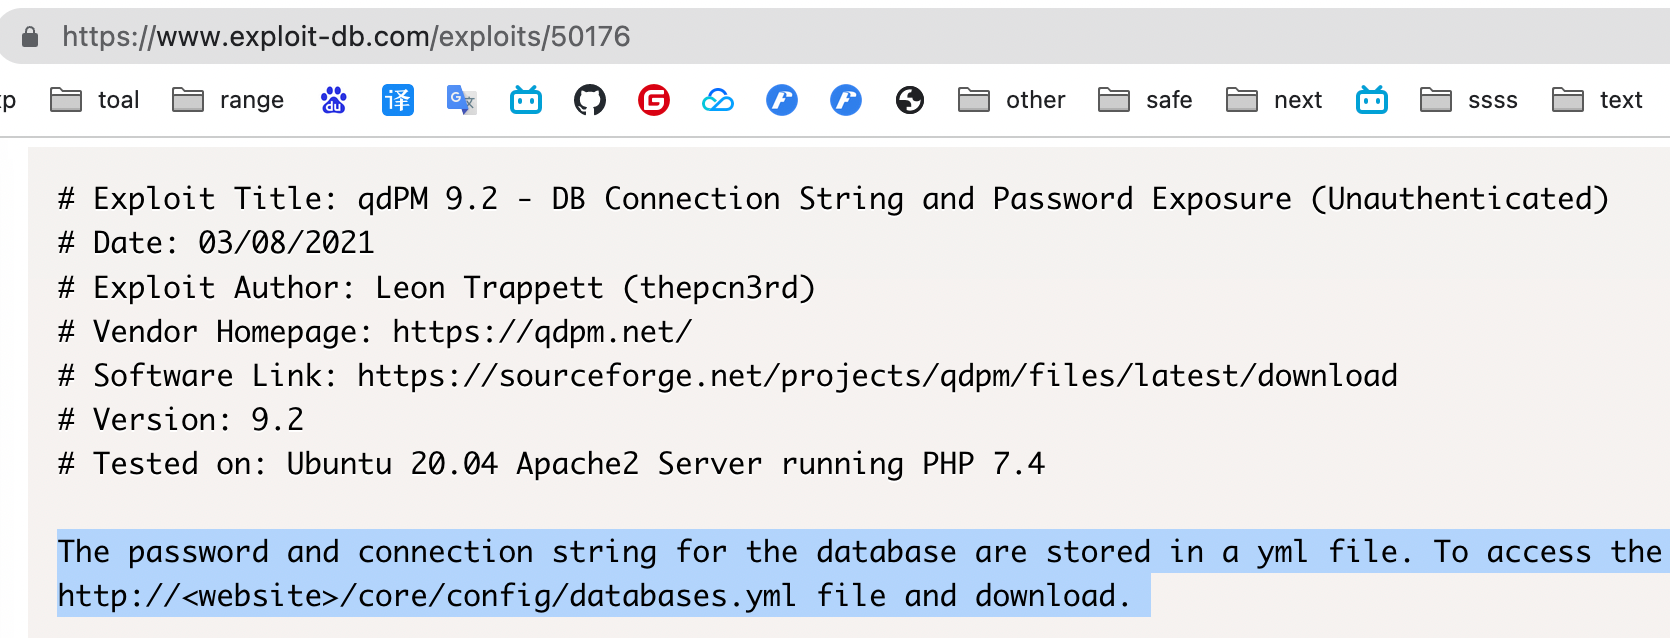 https://www.exploit-db.com/exploits/50176
toal range du 译 G 文 G other safe next ssss text
# Exploit Title: qdPM 9.2 - DB Connection String and Password Exposure (Unauthenticated)
# Date: 03/08/2021
# Exploit Author: Leon Trappett (thepcn3rd)
# Vendor Homepage: https://qdpm.net/
# Software Link: https://sourceforge.net/projects/qdpm/files/latest/download
# Version: 9.2
# Tested on: Ubuntu 20.04 Apache2 Server running PHP 7.4
The password and connection string for the database are stored in a yml file. To access the
http://<website>/core/config/databases.yml file and download.